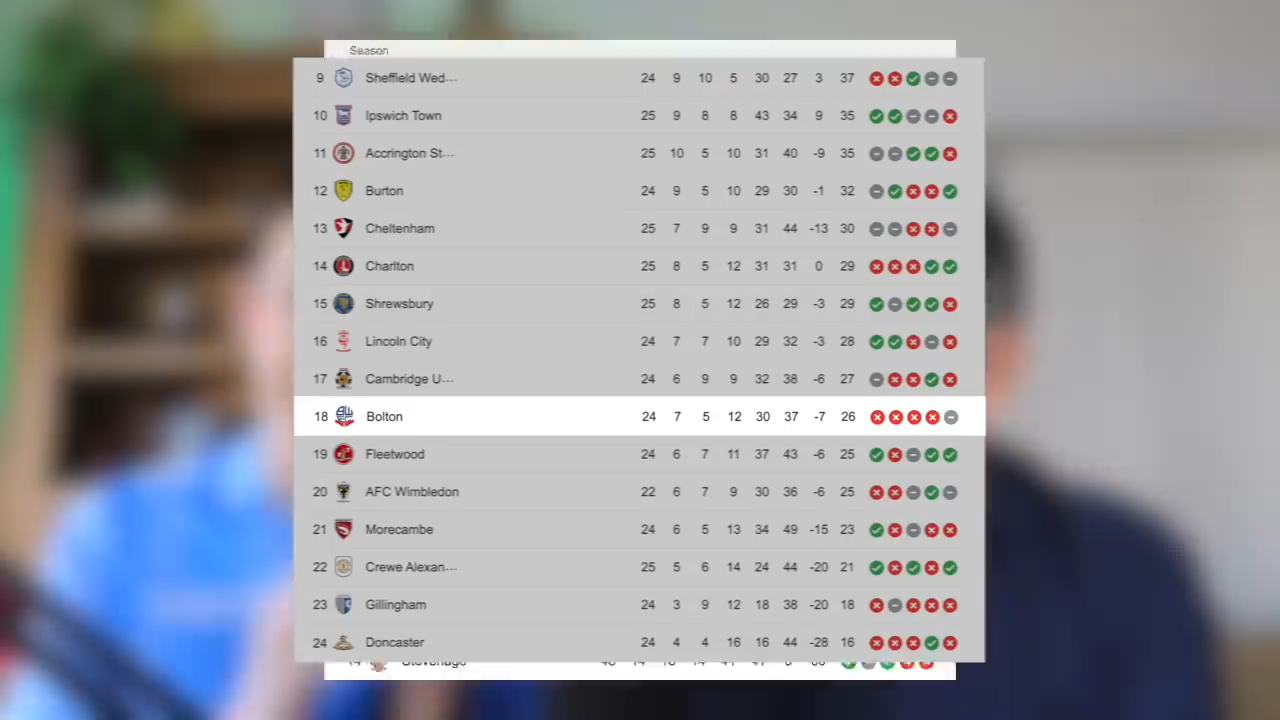 Season
9 Sheffield Wed... 24 9 10 5 30 27 3 37
10 Ipswich Town 25 9 8 8 43 34 9 35
11 Accrington St... 25 10 5 10 31 40 -9 35
12 Burton 24 9 5 10 29 30 -1 32
13 Cheltenham 25 7 9 9 31 44 -13 30
14 Charlton 25 8 5 12 31 31 0 29
15 Shrewsbury 25 8 5 12 26 29 -3 29
16 Lincoln City 24 7 7 10 29 32 -3 28
17 Cambridge U... 24 6 9 9 32 38 -6 27
18 Bolton 24 7 5 12 30 37 -7 26
19 Fleetwood 24 6 7 11 37 43 -6 25
20 AFC Wimbledon 22 6 7 9 30 36 -6 25
21 Morecambe 24 6 5 13 34 49 -15 23
22 Crewe Alexan... 25 5 6 14 24 44 -20 21
23 Gillingham 24 3 9 12 18 38 -20 18
24 Doncaster 24 4 4 16 16 44 -28 16